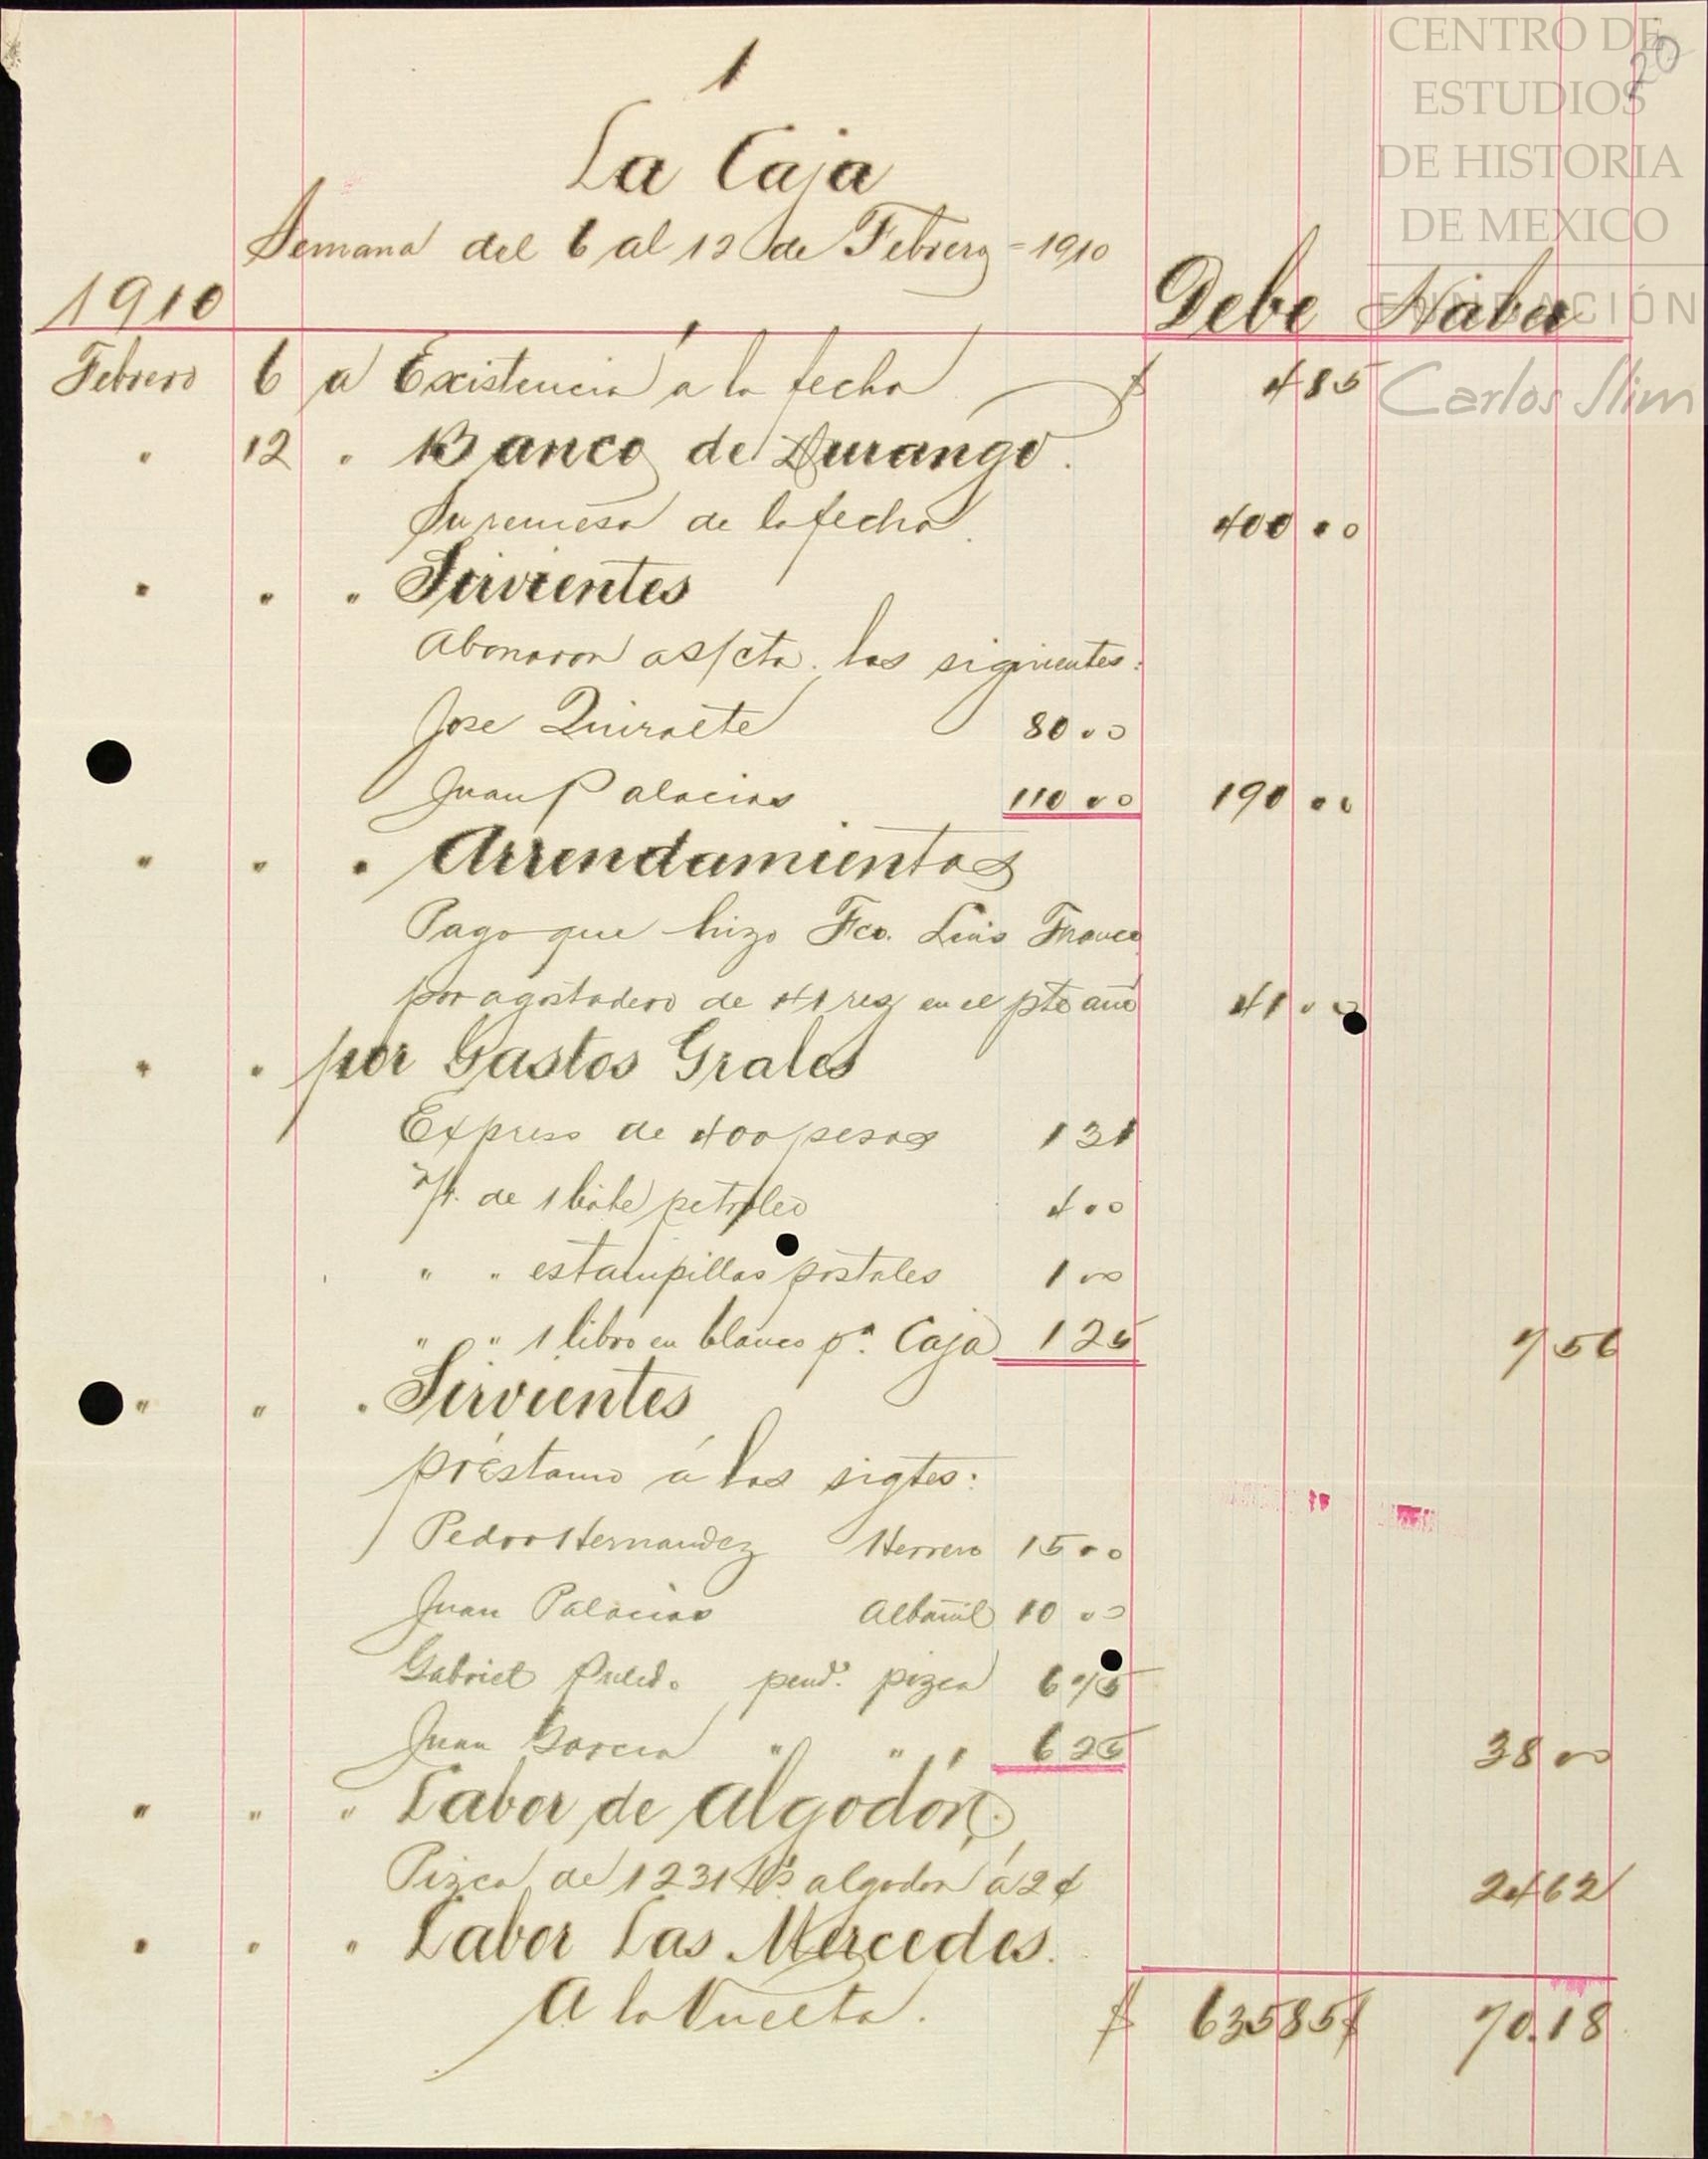 CENTRO DE
ESTUDIOS
DE HISTORIA
DE MEXICO
FUNDACIÓN
Carlos Slim
20
1
La Caja
Semana del 6 al 12 de Febrero = 1910
1910 Debe Haber
Febrero 6 a Existencia á la fecha $ 4 85
" 12 " Banco de Durango.
Su remesa de la fecha. 400 00
" " " Sirvientes
Abonaron a s/cta. los siguientes:
Jose Quiralte 80 00
Juan Palacios 110 00 190 00
" " " Arrendamientos
Pago que hizo Fco. Luis Franco
por agostadero de 41 res en el pte año 41 00
" " por Gastos Grales
Express de 400 pesos 1 31
de 1 bote petroleo 4 00
" " estampillas postales 1 00
" " 1 libro en blanco pa. Caja 1 25 7 56
" " " Sirvientes
préstamo á los sigtes:
Pedro Hernandez Herrero 15 00
Juan Palacios Albañil 10 00
Gabriel Pulido pend. pizca 6 75
Juan Garcia " " " 6 25 38 00
" " " Labor de Algodón.
Pizca de 1231 lbs algodon á 2 ¢ 24 62
" " " Labor Las Mercedes.
A la Vuelta. $ 635 85 $ 70.18